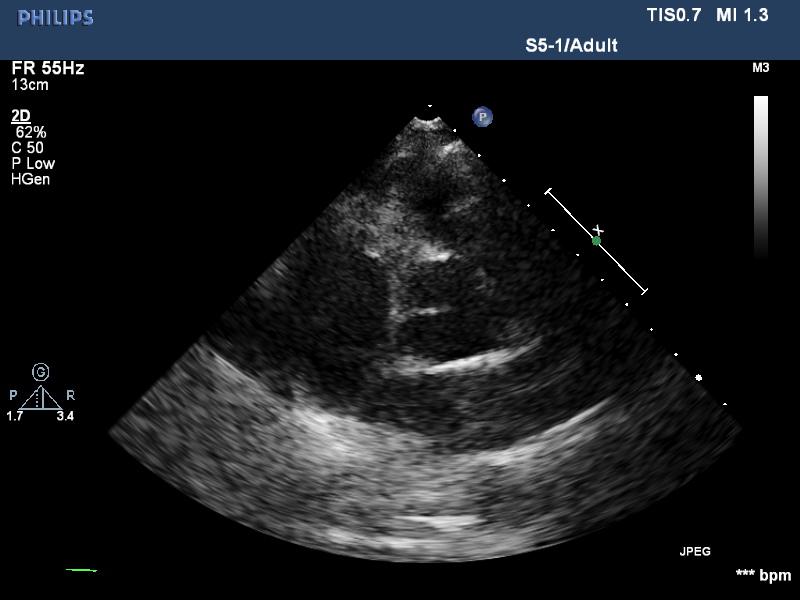 PHILIPS
TIS0.7 MI 1.3
S5-1/Adult
FR 55Hz
13cm
M3
2D
62%
C 50
P Low
HGen
P
G
P R
1.7 3.4
JPEG
*** bpm